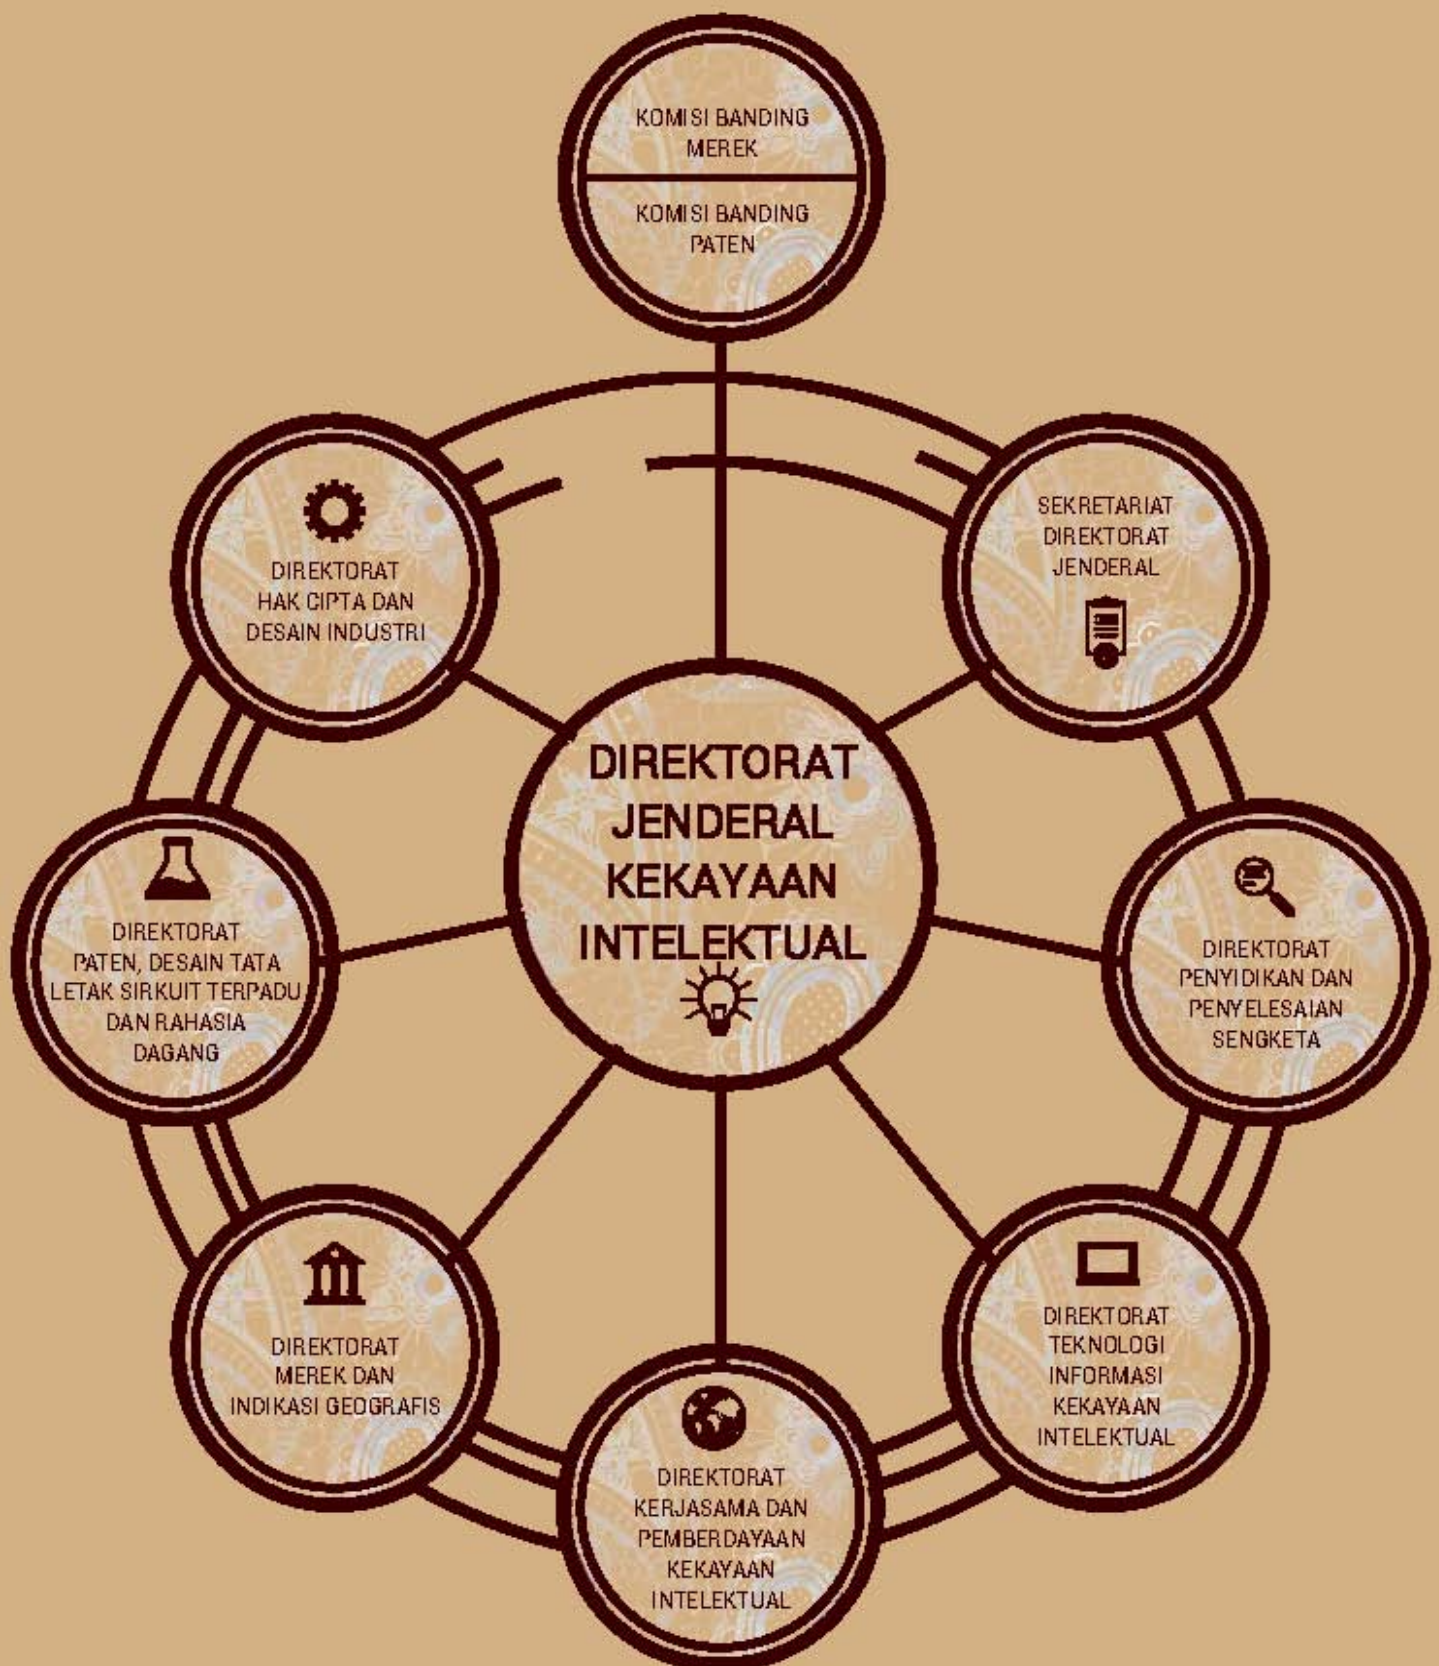 KOMISI BANDING
MEREK
KOMISI BANDING
PATEN
DIREKTORAT
HAK CIPTA DAN
DESAIN INDUSTRI
SEKRETARIAT
DIREKTORAT
JENDERAL
DIREKTORAT
JENDERAL
KEKAYAAN
INTELEKTUAL
DIREKTORAT
PATEN, DESAIN TATA
LETAK SIRKUIT TERPADU
DAN RAHASIA
DAGANG
DIREKTORAT
PENYIDIKAN DAN
PENYELESAIAN
SENGKETA
DIREKTORAT
MEREK DAN
INDIKASI GEOGRAFIS
DIREKTORAT
TEKNOLOGI
INFORMASI
KEKAYAAN
INTELEKTUAL
DIREKTORAT
KERJASAMA DAN
PEMBERDAYAAN
KEKAYAAN
INTELEKTUAL